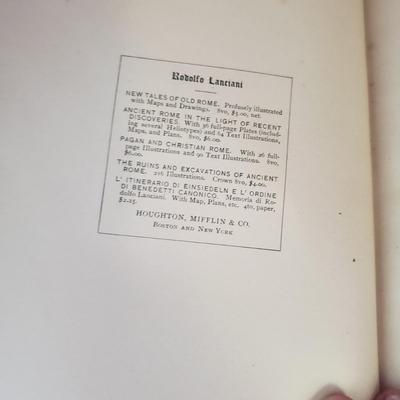 Rodolfo Lanciani
NEW TALES OF OLD ROME. Profusely illustrated
with Maps and Drawings. 8vo, $5.00, net.
ANCIENT ROME IN THE LIGHT OF RECENT
DISCOVERIES. With 36 full-page Plates (includ-
ing several Heliotypes) and 64 Text Illustrations,
Maps, and Plans. 8vo, $6.00.
PAGAN AND CHRISTIAN ROME. With 26 full-
page Illustrations and 90 Text Illustrations. 8vo,
$6.00.
THE RUINS AND EXCAVATIONS OF ANCIENT
ROME. 216 Illustrations. Crown 8vo, $4.00.
L' ITINERARIO DI EINSIEDELN E L' ORDINE
DI BENEDETTI CANONICO. Memoria di Ro-
dolfo Lanciani. With Map, Plans, etc. 4to, paper,
$2.25.
HOUGHTON, MIFFLIN & CO.
BOSTON AND NEW YORK